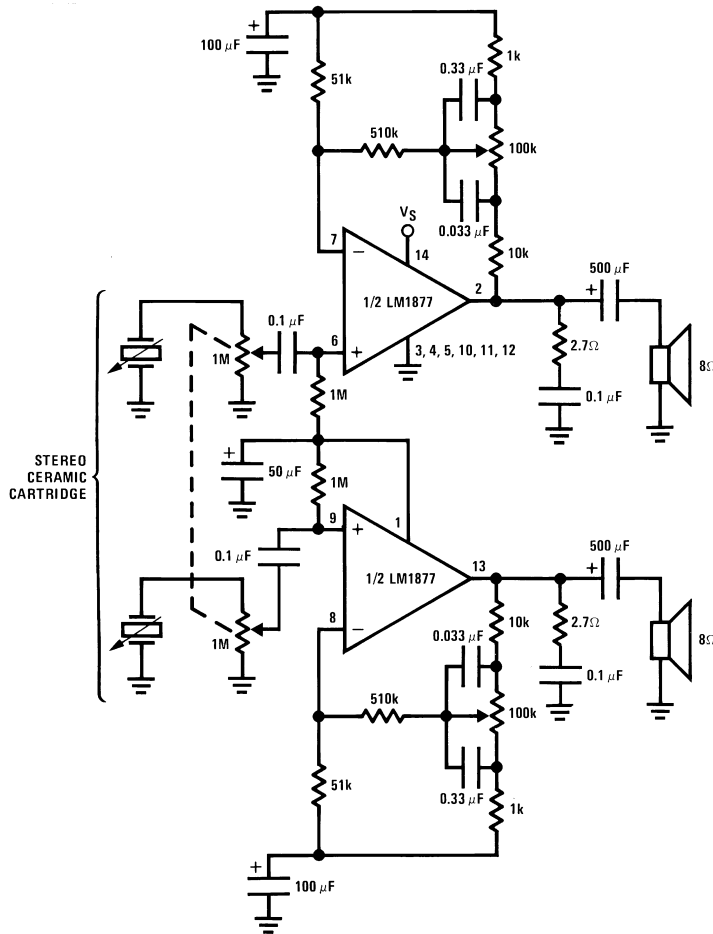 +
100 μF
51k
1k
0.33 μF
510k
100k
0.033 μF
10k
VS
7
14
−
1/2 LM1877
2
500 μF
+
0.1 μF
6
+
3, 4, 5, 10, 11, 12
2.7Ω
8Ω
1M
1M
0.1 μF
STEREO
CERAMIC
CARTRIDGE
+
50 μF
1M
9
+
1
0.1 μF
1/2 LM1877
13
500 μF
+
8
−
10k
2.7Ω
8Ω
1M
0.033 μF
0.1 μF
510k
100k
51k
0.33 μF
1k
+
100 μF